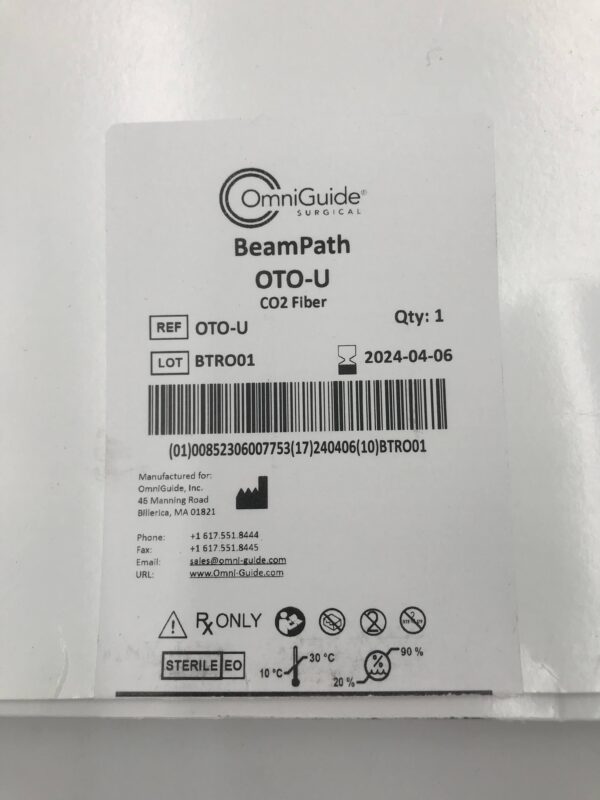 OmniGuide®
SURGICAL
BeamPath
OTO-U
CO2 Fiber
REF OTO-U Qty: 1
LOT BTRO01 2024-04-06
(01)00852306007753(17)240406(10)BTRO01
Manufactured for:
OmniGuide, Inc.
45 Manning Road
Billerica, MA 01821
Phone: +1 617.551.8444
Fax: +1 617.551.8445
Email: sales@omni-guide.com
URL: www.Omni-Guide.com
Rx ONLY
STERILE EO
10 °C 30 °C
20 % 90 %